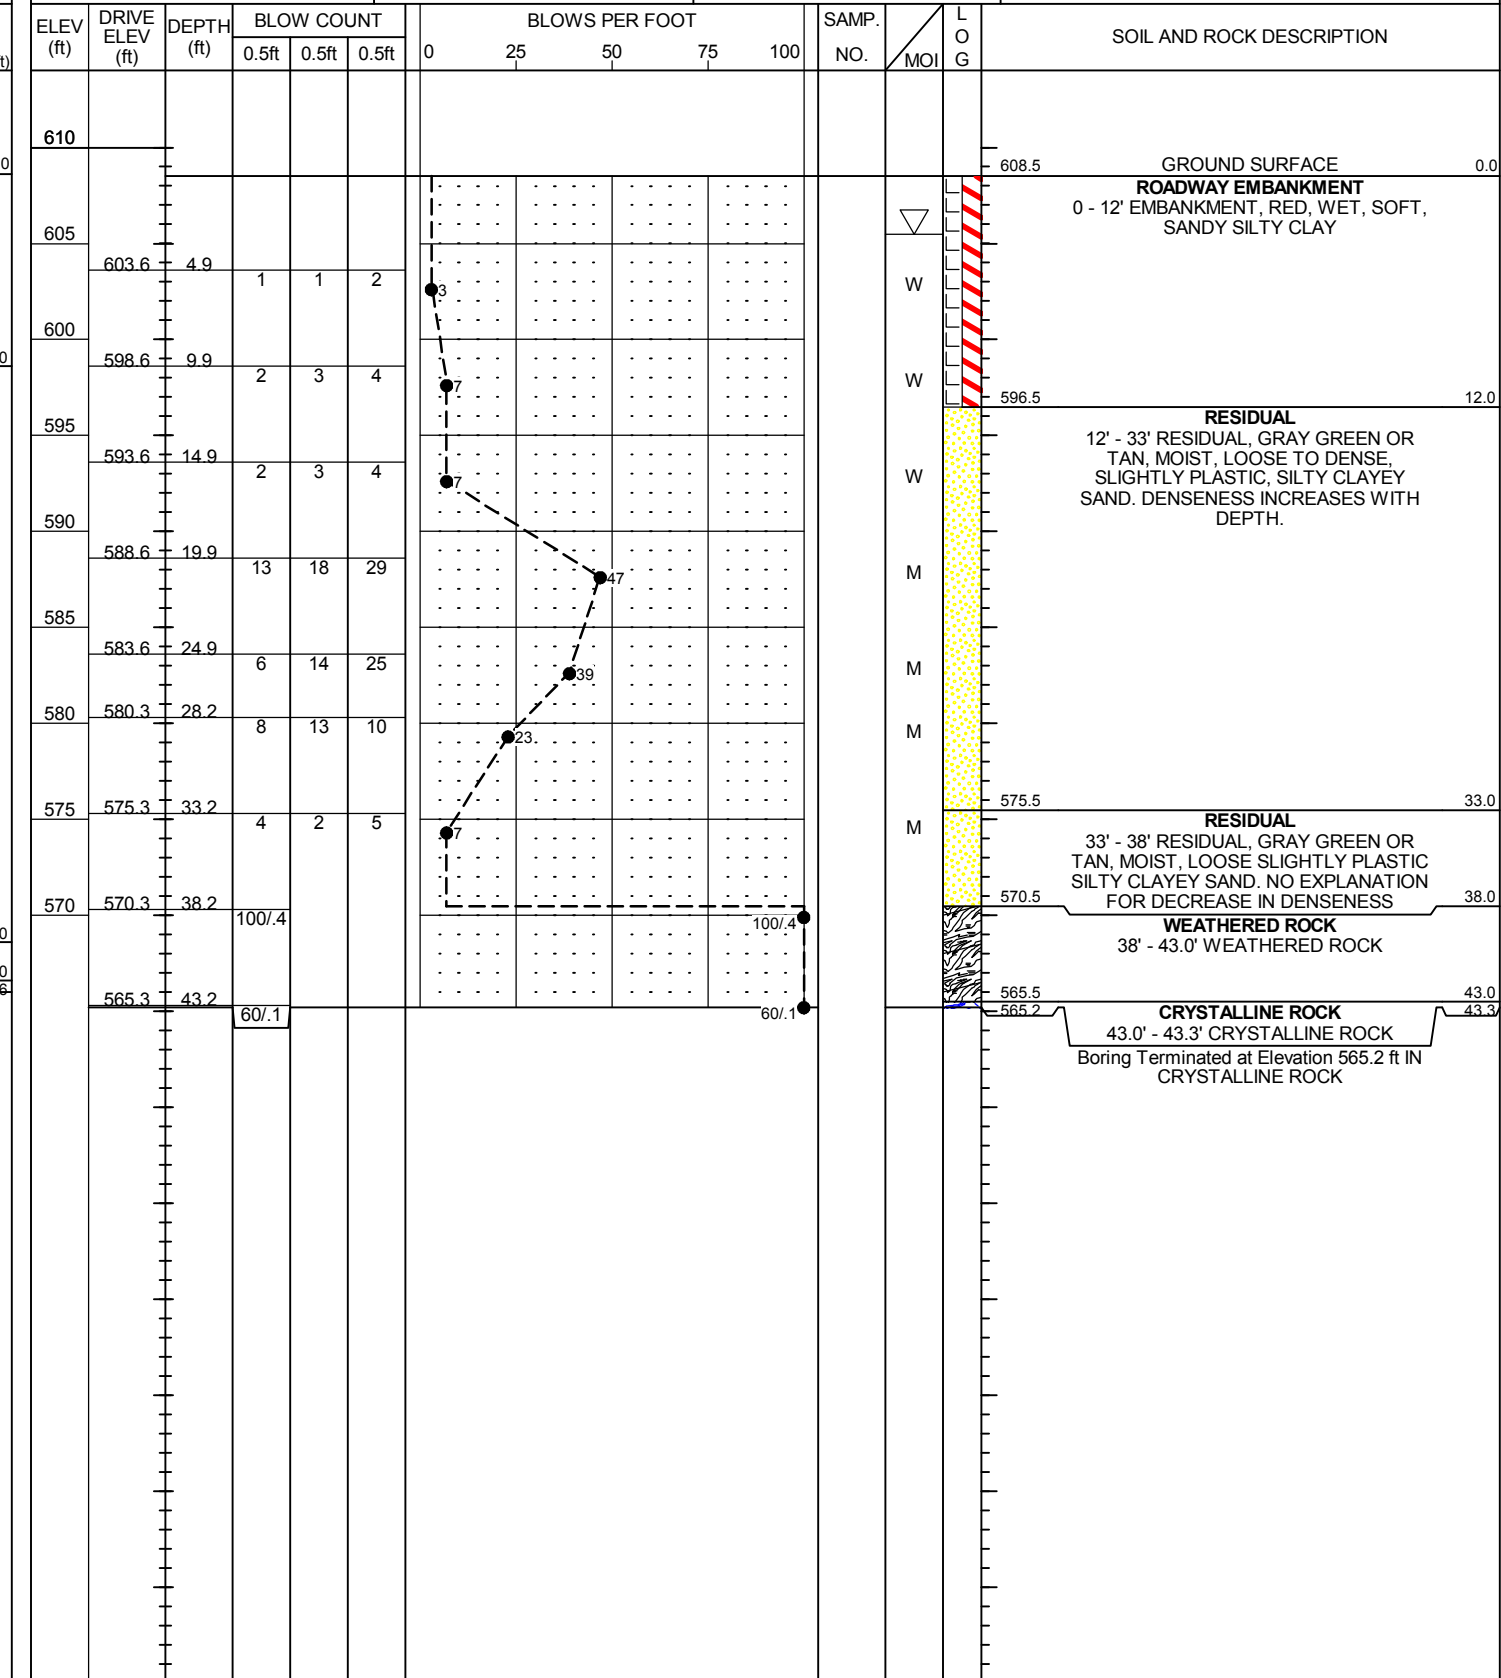 ELEV (ft) DRIVE ELEV (ft) DEPTH (ft) BLOW COUNT BLOWS PER FOOT SAMP. NO. MOI L O G SOIL AND ROCK DESCRIPTION
0.5ft 0.5ft 0.5ft 0 25 50 75 100
t)
610
0
608.5 GROUND SURFACE 0.0
ROADWAY EMBANKMENT
0 - 12' EMBANKMENT, RED, WET, SOFT,
SANDY SILTY CLAY
605
603.6 4.9
1 1 2 3 W
600
0
598.6 9.9
2 3 4 7 W
596.5 12.0
RESIDUAL
595
12' - 33' RESIDUAL, GRAY GREEN OR
TAN, MOIST, LOOSE TO DENSE,
593.6 14.9
2 3 4 7 W
SLIGHTLY PLASTIC, SILTY CLAYEY
SAND. DENSENESS INCREASES WITH
DEPTH.
590
588.6 19.9
13 18 29 47 M
585
583.6 24.9
6 14 25 39 M
580
580.3 28.2
8 13 10 23 M
575.5 33.0
575
575.3 33.2
4 2 5 7 M
RESIDUAL
33' - 38' RESIDUAL, GRAY GREEN OR
TAN, MOIST, LOOSE SLIGHTLY PLASTIC
SILTY CLAYEY SAND. NO EXPLANATION
570.5 FOR DECREASE IN DENSENESS 38.0
570
570.3 38.2
100/.4 100/.4
WEATHERED ROCK
38' - 43.0' WEATHERED ROCK
0
0
6
565.5 43.0
565.3 43.2
60/.1 60/.1
565.2 CRYSTALLINE ROCK 43.3
43.0' - 43.3' CRYSTALLINE ROCK
Boring Terminated at Elevation 565.2 ft IN
CRYSTALLINE ROCK